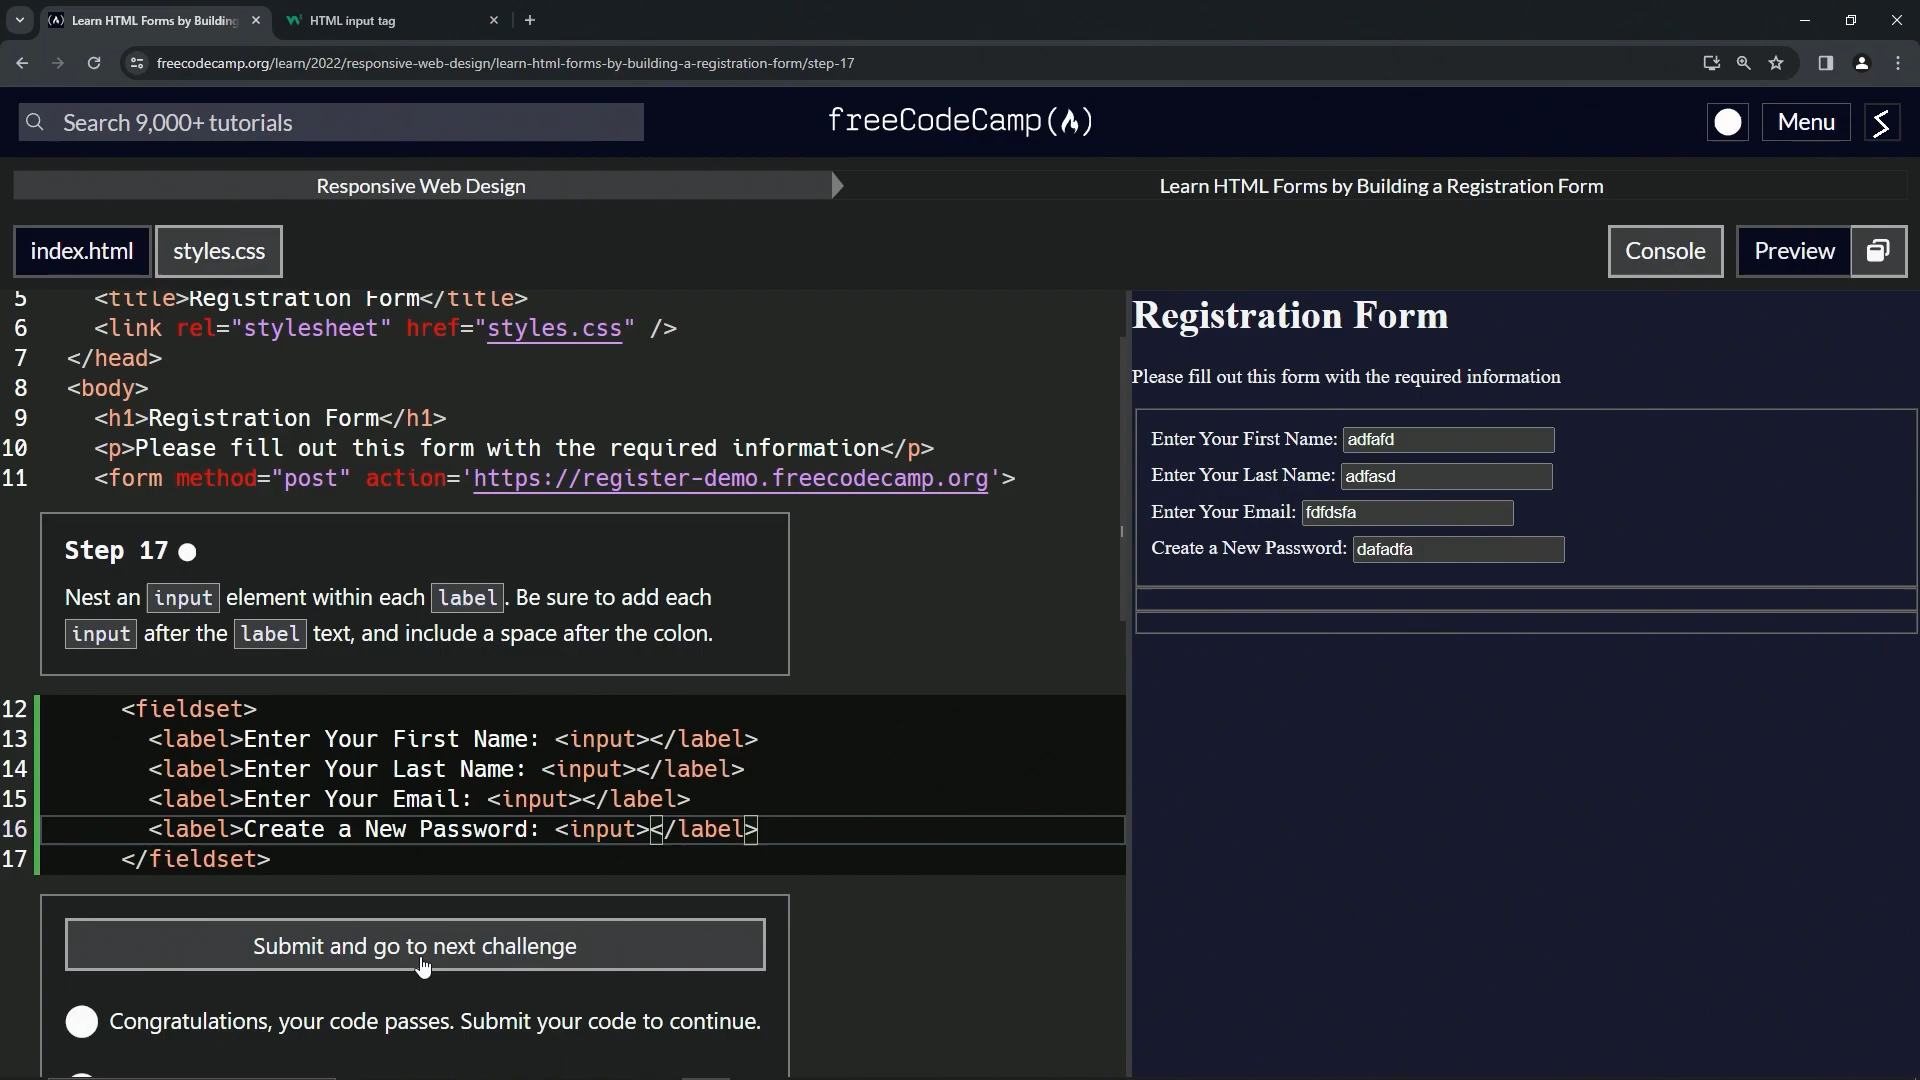 Learn HTML Forms by Building
HTML input tag
freecodecamp.org/learn/2022/responsive-web-design/learn-html-forms-by-building-a-registration-form/step-17
Search 9,000+ tutorials
freeCodeCamp(🔥)
Menu
Responsive Web Design
Learn HTML Forms by Building a Registration Form
index.html
styles.css
Console
Preview
5 <title>Registration Form</title>
6 <link rel="stylesheet" href="styles.css" />
7 </head>
8 <body>
9 <h1>Registration Form</h1>
10 <p>Please fill out this form with the required information</p>
11 <form method="post" action='https://register-demo.freecodecamp.org'>
Step 17
Nest an input element within each label. Be sure to add each
input after the label text, and include a space after the colon.
12 <fieldset>
13 <label>Enter Your First Name: <input></label>
14 <label>Enter Your Last Name: <input></label>
15 <label>Enter Your Email: <input></label>
16 <label>Create a New Password: <input></label>
17 </fieldset>
Submit and go to next challenge
Congratulations, your code passes. Submit your code to continue.
Registration Form
Please fill out this form with the required information
Enter Your First Name: adfafd
Enter Your Last Name: adfasd
Enter Your Email: fdfdsfa
Create a New Password: dafadfa